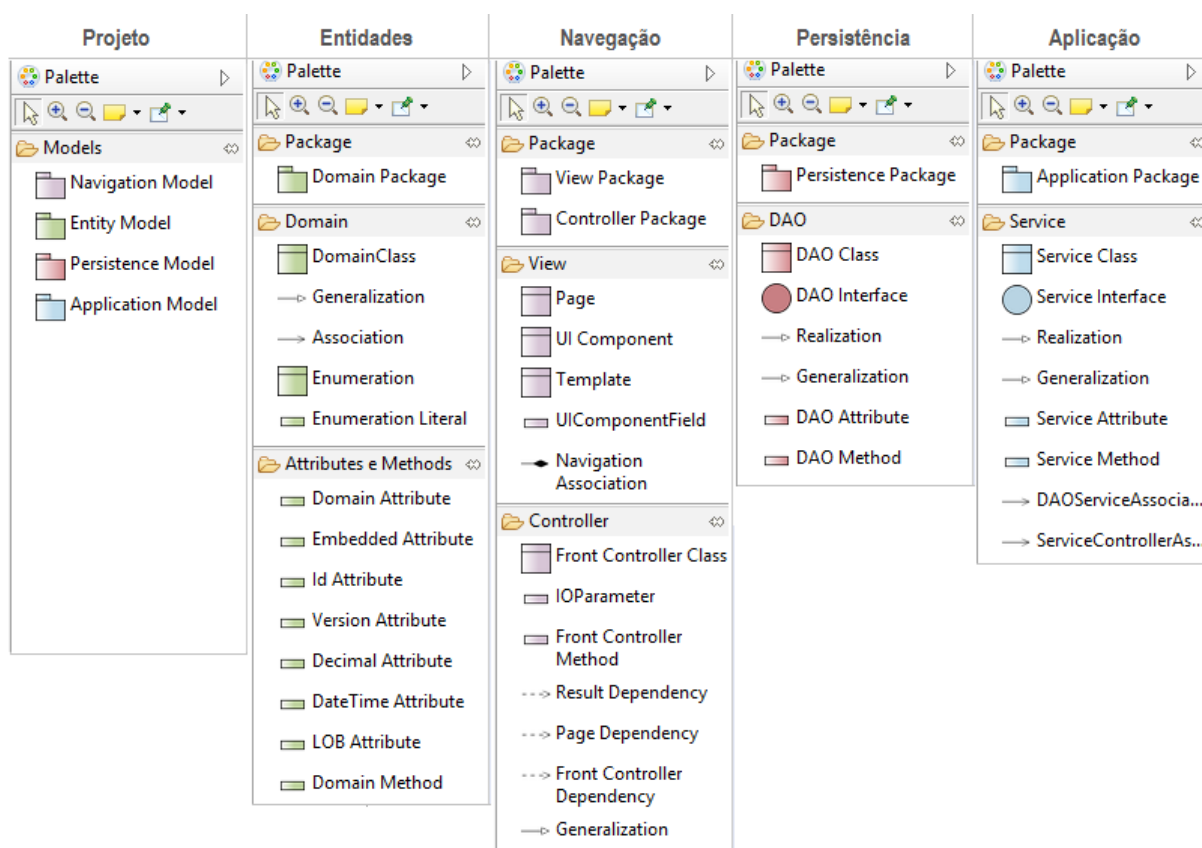 Projeto
Palette
Models
Navigation Model
Entity Model
Persistence Model
Application Model
Entidades
Palette
Package
Domain Package
Domain
DomainClass
Generalization
Association
Enumeration
Enumeration Literal
Attributes e Methods
Domain Attribute
Embedded Attribute
Id Attribute
Version Attribute
Decimal Attribute
DateTime Attribute
LOB Attribute
Domain Method
Navegação
Palette
Package
View Package
Controller Package
View
Page
UI Component
Template
UIComponentField
Navigation
Association
Controller
Front Controller Class
IOParameter
Front Controller
Method
Result Dependency
Page Dependency
Front Controller
Dependency
Generalization
Persistência
Palette
Package
Persistence Package
DAO
DAO Class
DAO Interface
Realization
Generalization
DAO Attribute
DAO Method
Aplicação
Palette
Package
Application Package
Service
Service Class
Service Interface
Realization
Generalization
Service Attribute
Service Method
DAOServiceAssocia...
ServiceControllerAs...